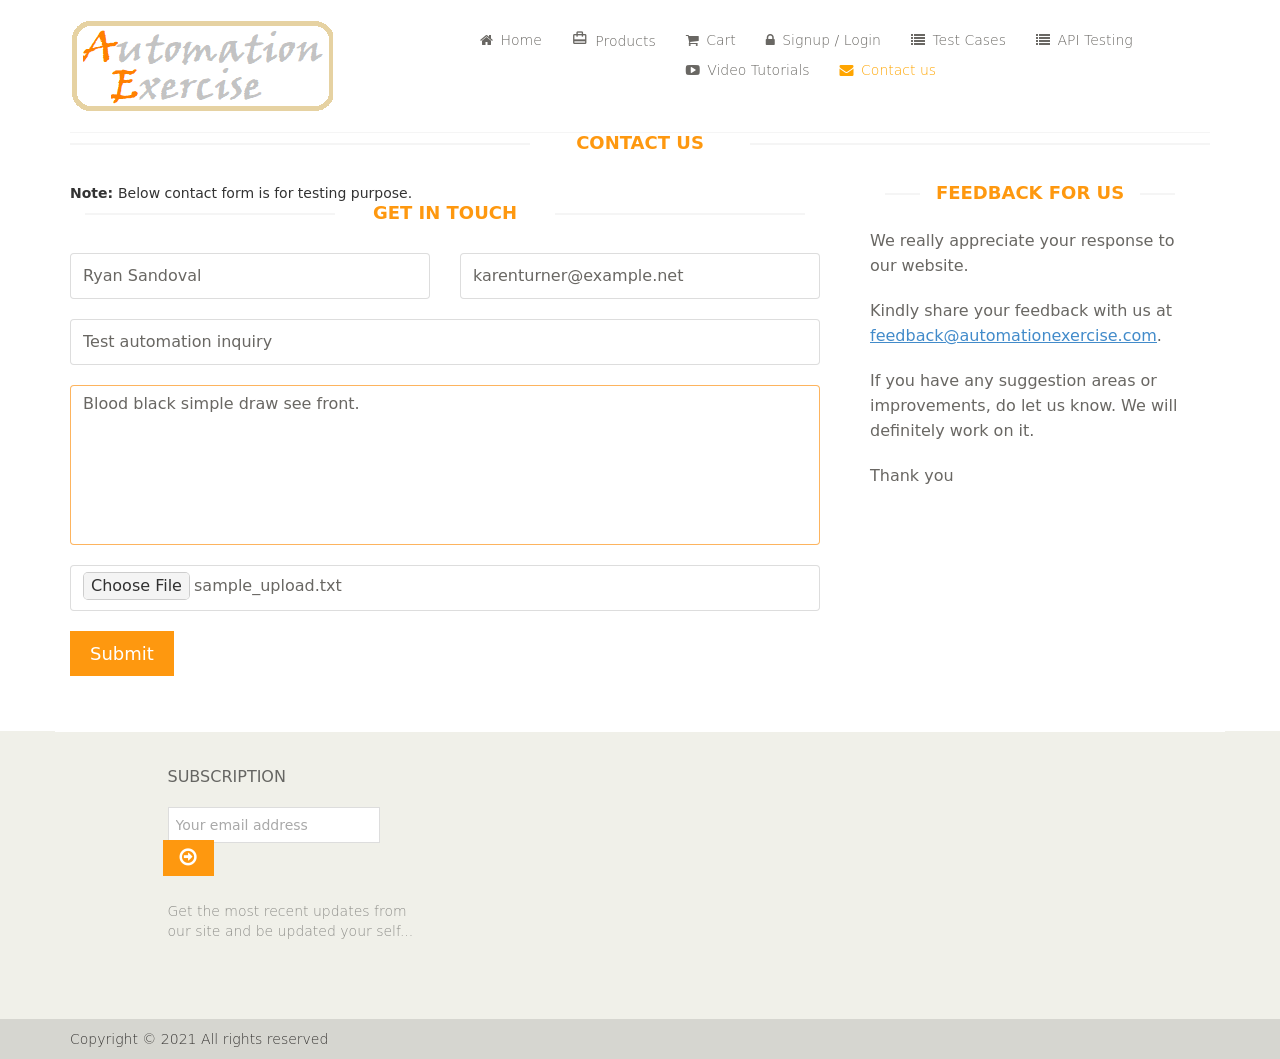 Automation
Exercise
Home
Products
Cart
Signup / Login
Test Cases
API Testing
Video Tutorials
Contact us
CONTACT US
Note: Below contact form is for testing purpose.
GET IN TOUCH
Ryan Sandoval
karenturner@example.net
Test automation inquiry
Blood black simple draw see front.
Choose File sample_upload.txt
Submit
FEEDBACK FOR US
We really appreciate your response to
our website.
Kindly share your feedback with us at
feedback@automationexercise.com.
If you have any suggestion areas or
improvements, do let us know. We will
definitely work on it.
Thank you
SUBSCRIPTION
Your email address
Get the most recent updates from
our site and be updated your self...
Copyright © 2021 All rights reserved